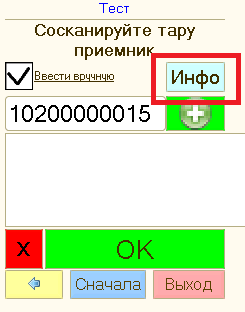 Тест
Сосканируйте тару
приемник
Ввести вручную
Инфо
10200000015
X
OK
Сначала
Выход